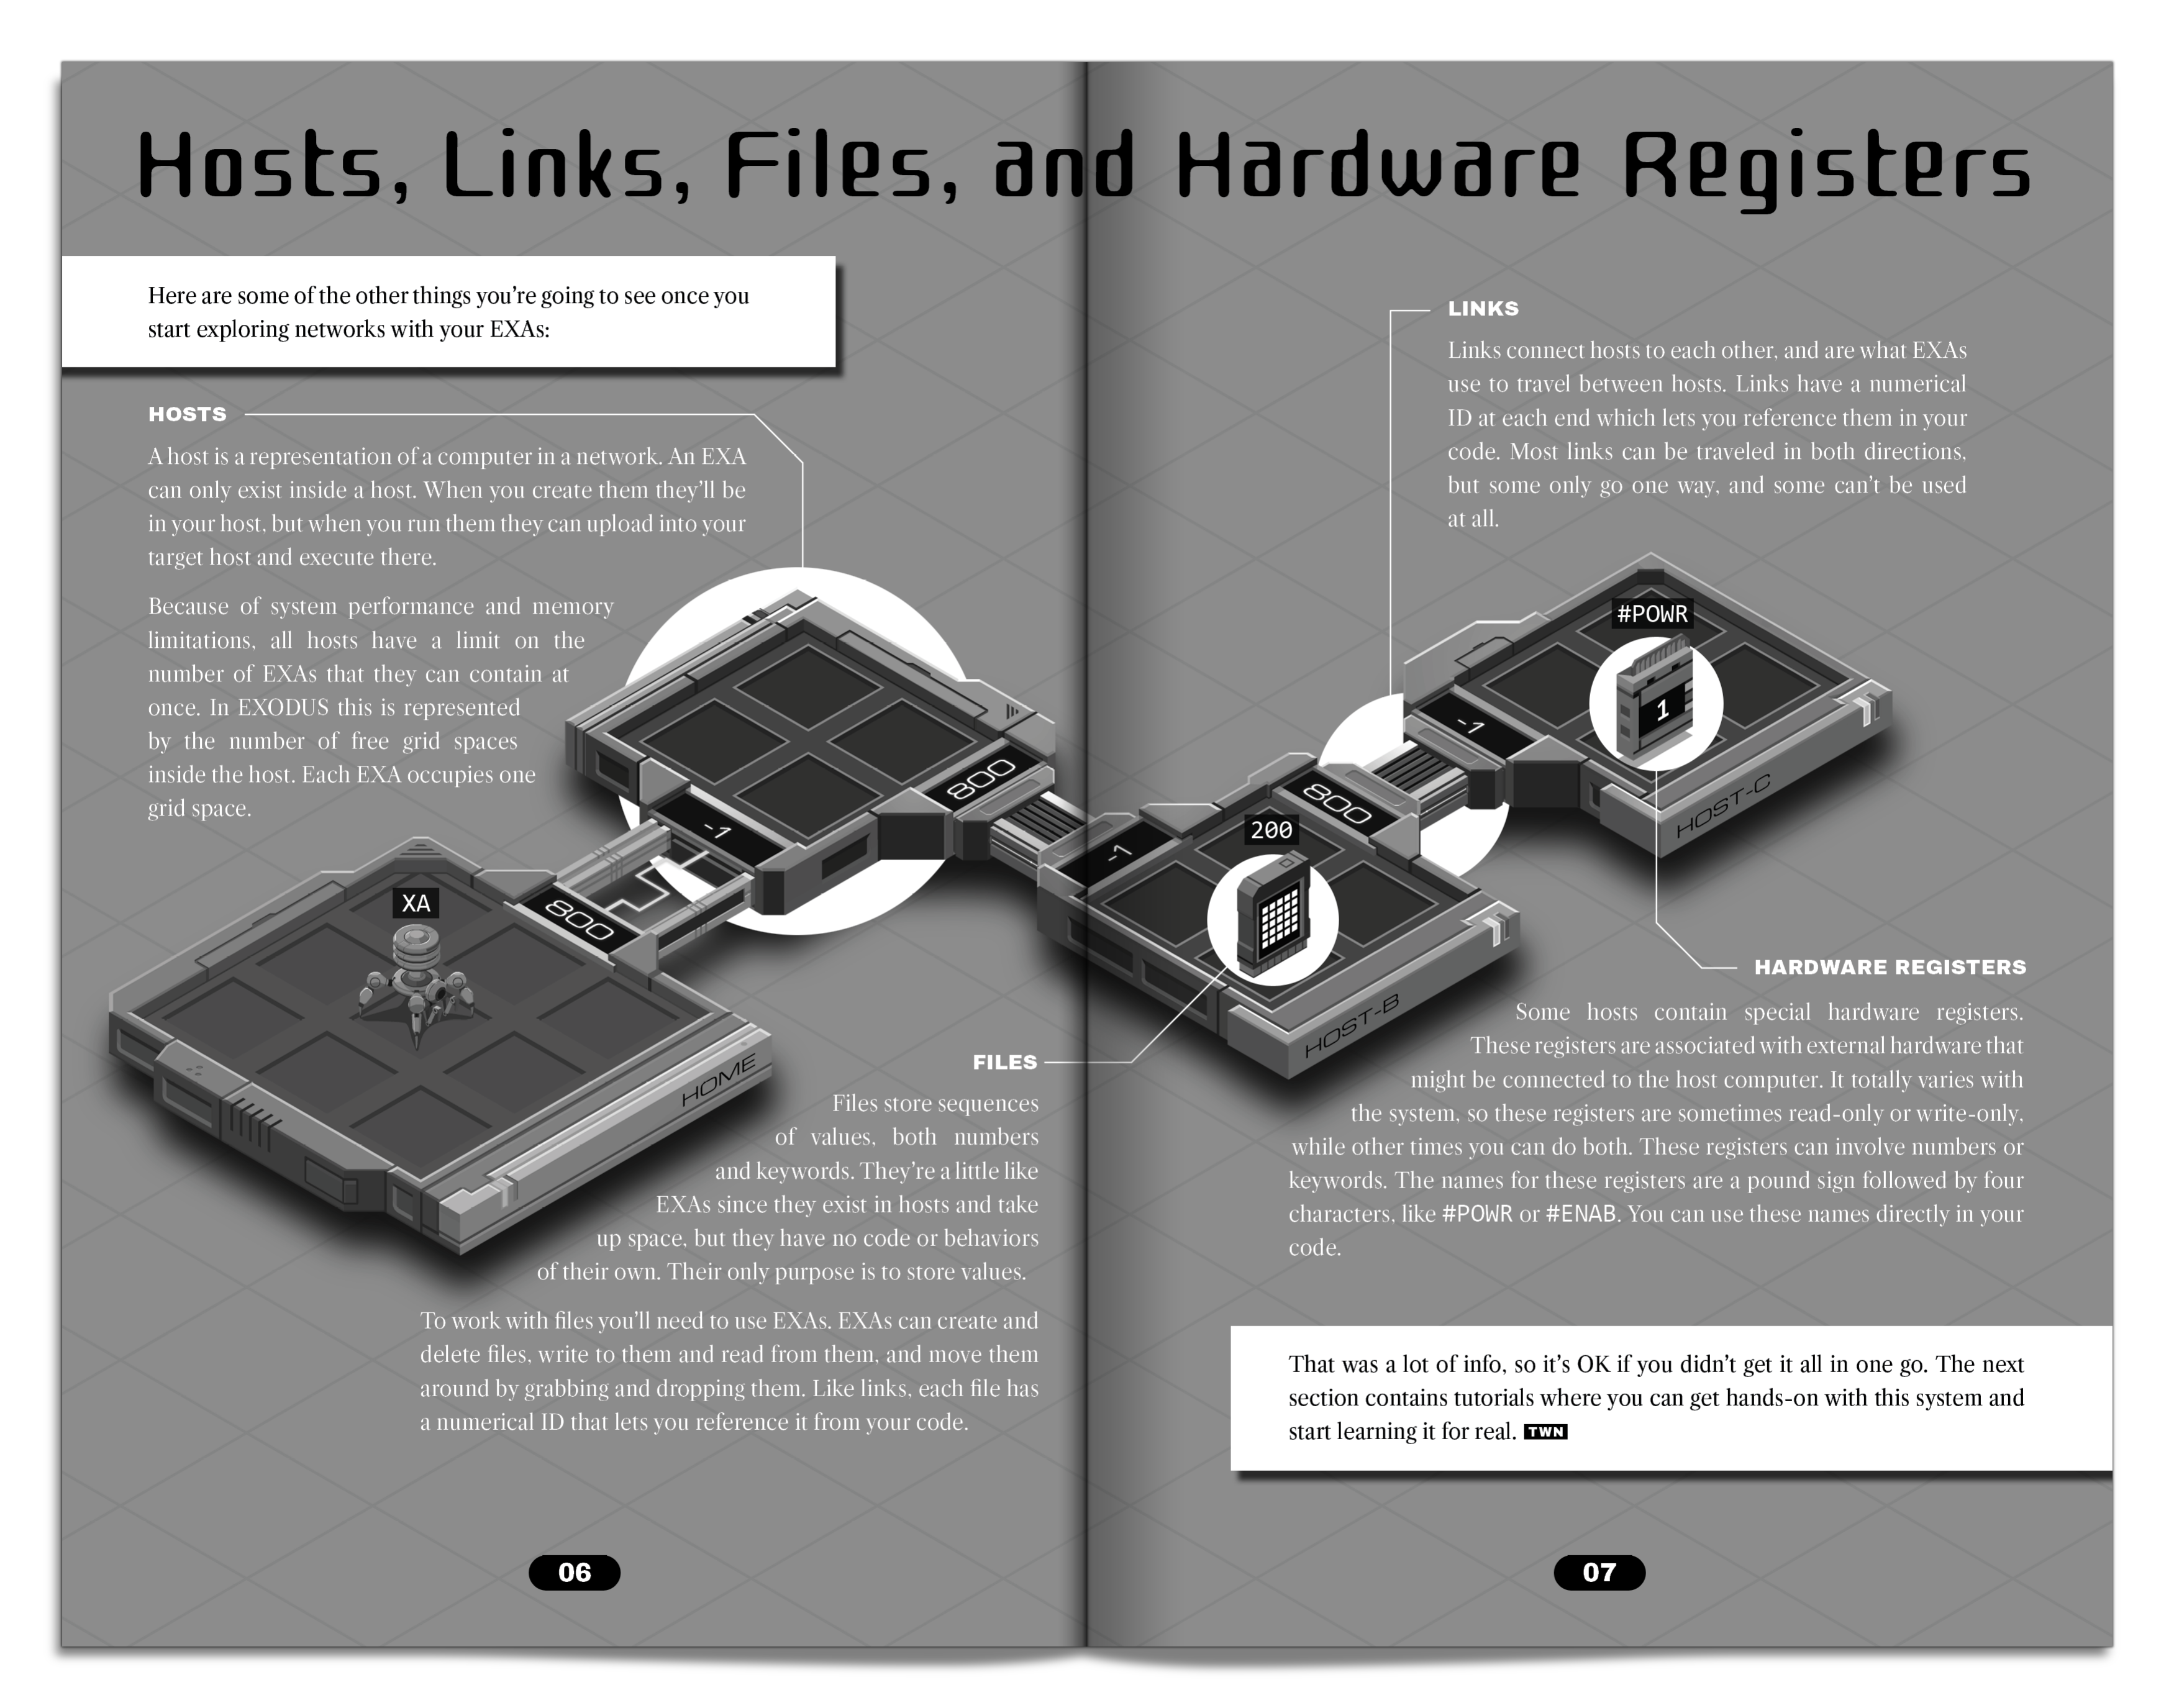 Hosts, Links, Files, and Hardware Registers
Here are some of the other things you're going to see once you
start exploring networks with your EXAs:
HOSTS
A host is a representation of a computer in a network. An EXA
can only exist inside a host. When you create them they'll be
in your host, but when you run them they can upload into your
target host and execute there.
Because of system performance and memory
limitations, all hosts have a limit on the
number of EXAs that they can contain at
once. In EXODUS this is represented
by the number of free grid spaces
inside the host. Each EXA occupies one
grid space.
XA
800
-1
800
HOME
FILES
Files store sequences
of values, both numbers
and keywords. They're a little like
EXAs since they exist in hosts and take
up space, but they have no code or behaviors
of their own. Their only purpose is to store values.
To work with files you'll need to use EXAs. EXAs can create and
delete files, write to them and read from them, and move them
around by grabbing and dropping them. Like links, each file has
a numerical ID that lets you reference it from your code.
06
LINKS
Links connect hosts to each other, and are what EXAs
use to travel between hosts. Links have a numerical
ID at each end which lets you reference them in your
code. Most links can be traveled in both directions,
but some only go one way, and some can't be used
at all.
#POWR
1
-1
800
200
-1
HOST-C
HOST-B
HARDWARE REGISTERS
Some hosts contain special hardware registers.
These registers are associated with external hardware that
might be connected to the host computer. It totally varies with
the system, so these registers are sometimes read-only or write-only,
while other times you can do both. These registers can involve numbers or
keywords. The names for these registers are a pound sign followed by four
characters, like #POWR or #ENAB. You can use these names directly in your
code.
That was a lot of info, so it's OK if you didn't get it all in one go. The next
section contains tutorials where you can get hands-on with this system and
start learning it for real. TWN
07